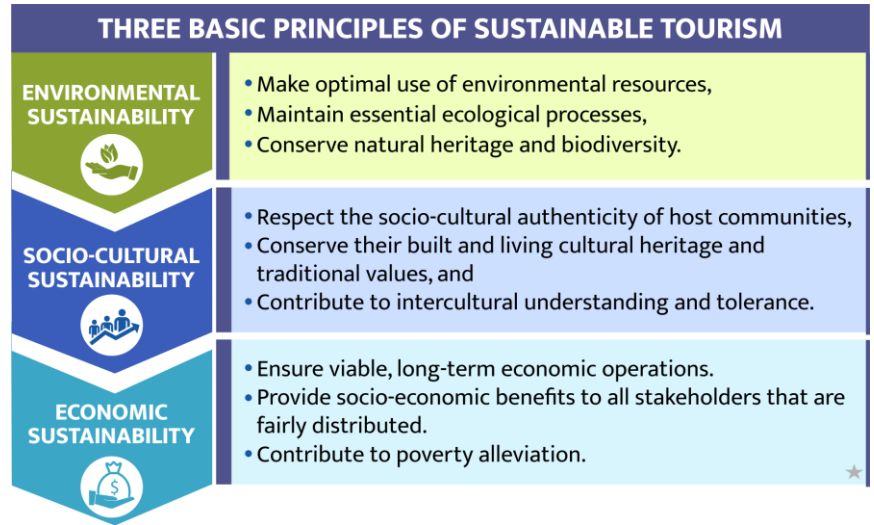 THREE BASIC PRINCIPLES OF SUSTAINABLE TOURISM
ENVIRONMENTAL
SUSTAINABILITY
• Make optimal use of environmental resources,
• Maintain essential ecological processes,
• Conserve natural heritage and biodiversity.
SOCIO-CULTURAL
SUSTAINABILITY
• Respect the socio-cultural authenticity of host communities,
• Conserve their built and living cultural heritage and
traditional values, and
• Contribute to intercultural understanding and tolerance.
ECONOMIC
SUSTAINABILITY
$
• Ensure viable, long-term economic operations.
• Provide socio-economic benefits to all stakeholders that are
fairly distributed.
• Contribute to poverty alleviation.